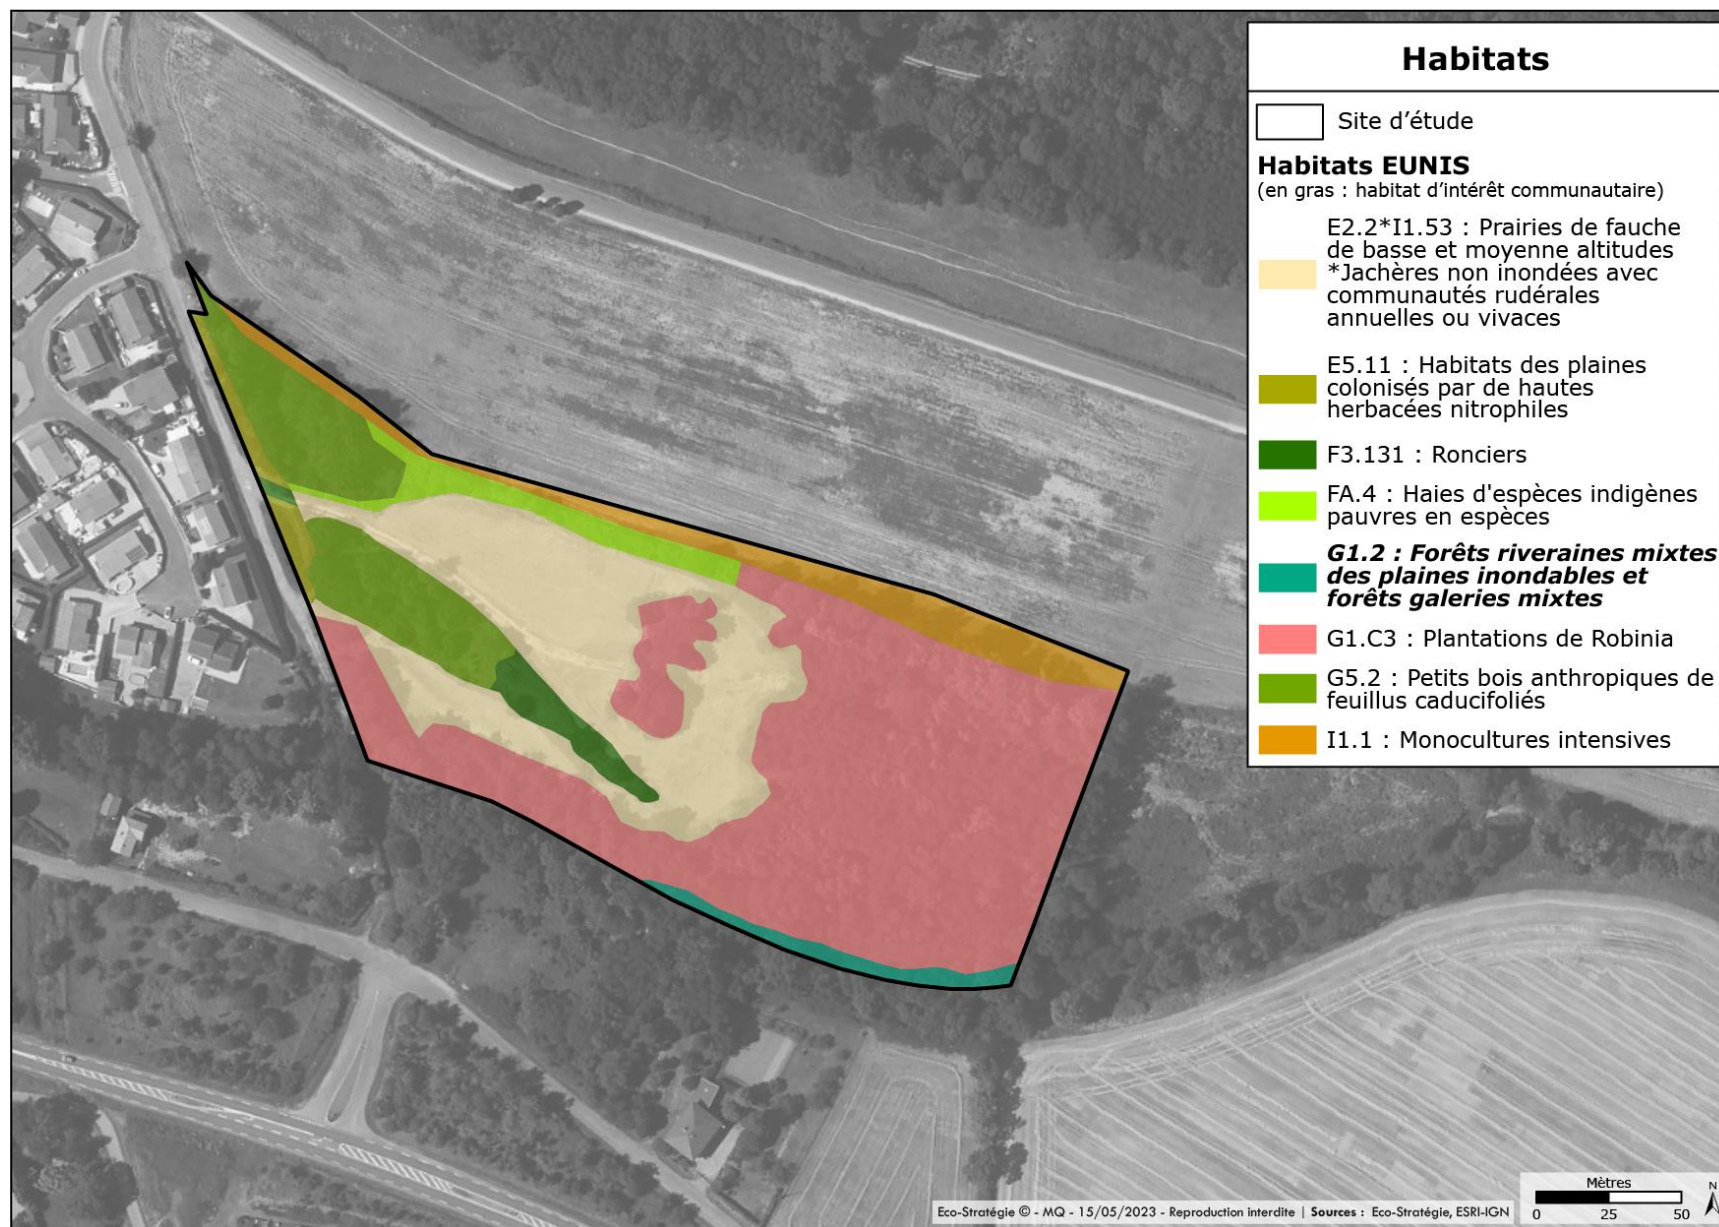 Habitats
Site d’étude
Habitats EUNIS
(en gras : habitat d’intérêt communautaire)
E2.2*I1.53 : Prairies de fauche
de basse et moyenne altitudes
*Jachères non inondées avec
communautés rudérales
annuelles ou vivaces
E5.11 : Habitats des plaines
colonisés par de hautes
herbacées nitrophiles
F3.131 : Ronciers
FA.4 : Haies d'espèces indigènes
pauvres en espèces
G1.2 : Forêts riveraines mixtes
des plaines inondables et
forêts galeries mixtes
G1.C3 : Plantations de Robinia
G5.2 : Petits bois anthropiques de
feuillus caducifoliés
I1.1 : Monocultures intensives
Eco-Stratégie © - MQ - 15/05/2023 - Reproduction interdite | Sources : Eco-Stratégie, ESRI-IGN
Mètres
0 25 50
N